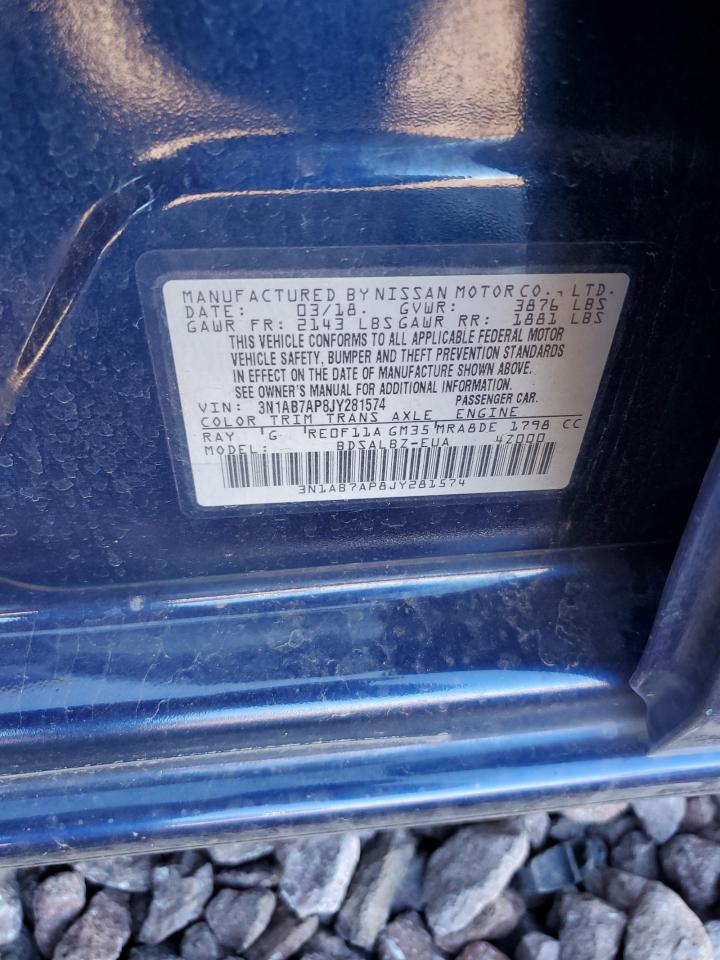 MANUFACTURED BY NISSAN MOTOR CO., LTD.
DATE: 03/18. GVWR: 3876 LBS
GAWR FR: 2143 LBS GAWR RR: 1881 LBS
THIS VEHICLE CONFORMS TO ALL APPLICABLE FEDERAL MOTOR
VEHICLE SAFETY, BUMPER AND THEFT PREVENTION STANDARDS
IN EFFECT ON THE DATE OF MANUFACTURE SHOWN ABOVE.
SEE OWNER'S MANUAL FOR ADDITIONAL INFORMATION.
VIN: 3N1AB7AP8JY281574 PASSENGER CAR.
COLOR TRIM TRANS AXLE ENGINE
RAY G RE0F11A GM35 MRA8DE 1798 CC
MODEL: BDSALBZ-EUA 4Z000
3N1AB7AP8JY281574